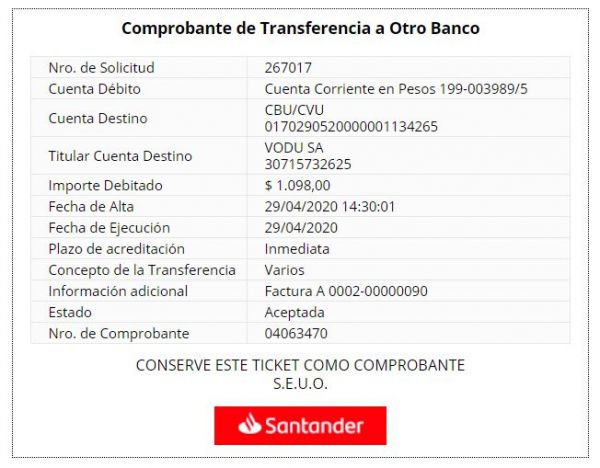 Comprobante de Transferencia a Otro Banco
Nro. de Solicitud 267017
Cuenta Débito Cuenta Corriente en Pesos 199-003989/5
Cuenta Destino CBU/CVU
0170290520000001134265
Titular Cuenta Destino VODU SA
30715732625
Importe Debitado $ 1.098,00
Fecha de Alta 29/04/2020 14:30:01
Fecha de Ejecución 29/04/2020
Plazo de acreditación Inmediata
Concepto de la Transferencia Varios
Información adicional Factura A 0002-00000090
Estado Aceptada
Nro. de Comprobante 04063470
CONSERVE ESTE TICKET COMO COMPROBANTE
S.E.U.O.
Santander